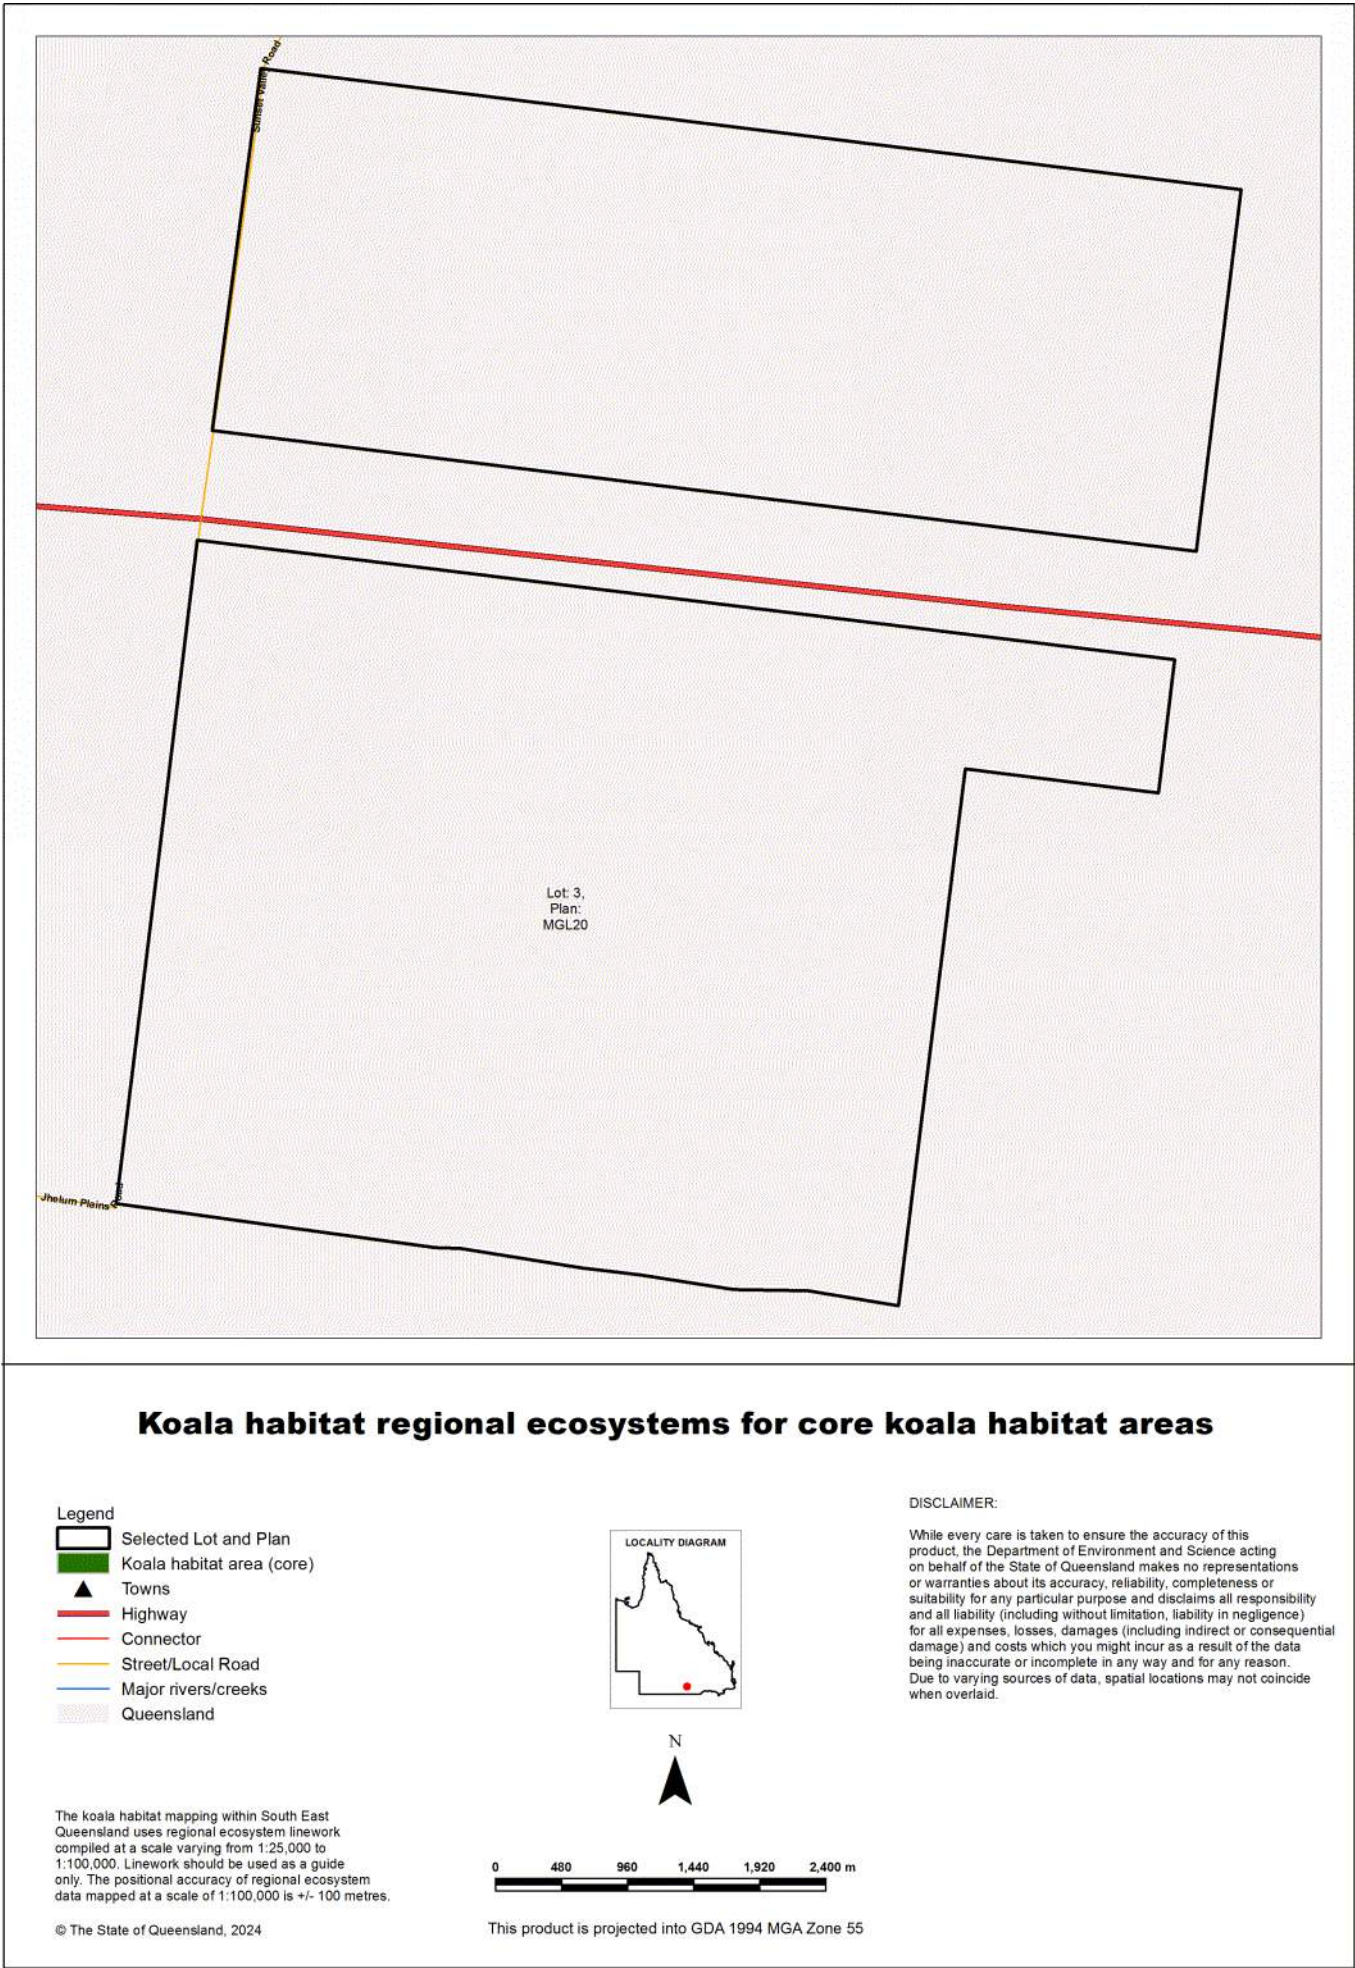 Sunset Valley Road
Lot: 3,
Plan:
MGL20
Jhelum Plains Road
Koala habitat regional ecosystems for core koala habitat areas
Legend
Selected Lot and Plan
Koala habitat area (core)
Towns
Highway
Connector
Street/Local Road
Major rivers/creeks
Queensland
The koala habitat mapping within South East
Queensland uses regional ecosystem linework
compiled at a scale varying from 1:25,000 to
1:100,000. Linework should be used as a guide
only. The positional accuracy of regional ecosystem
data mapped at a scale of 1:100,000 is +/- 100 metres.
© The State of Queensland, 2024
LOCALITY DIAGRAM
N
0 480 960 1,440 1,920 2,400 m
This product is projected into GDA 1994 MGA Zone 55
DISCLAIMER:
While every care is taken to ensure the accuracy of this
product, the Department of Environment and Science acting
on behalf of the State of Queensland makes no representations
or warranties about its accuracy, reliability, completeness or
suitability for any particular purpose and disclaims all responsibility
and all liability (including without limitation, liability in negligence)
for all expenses, losses, damages (including indirect or consequential
damage) and costs which you might incur as a result of the data
being inaccurate or incomplete in any way and for any reason.
Due to varying sources of data, spatial locations may not coincide
when overlaid.